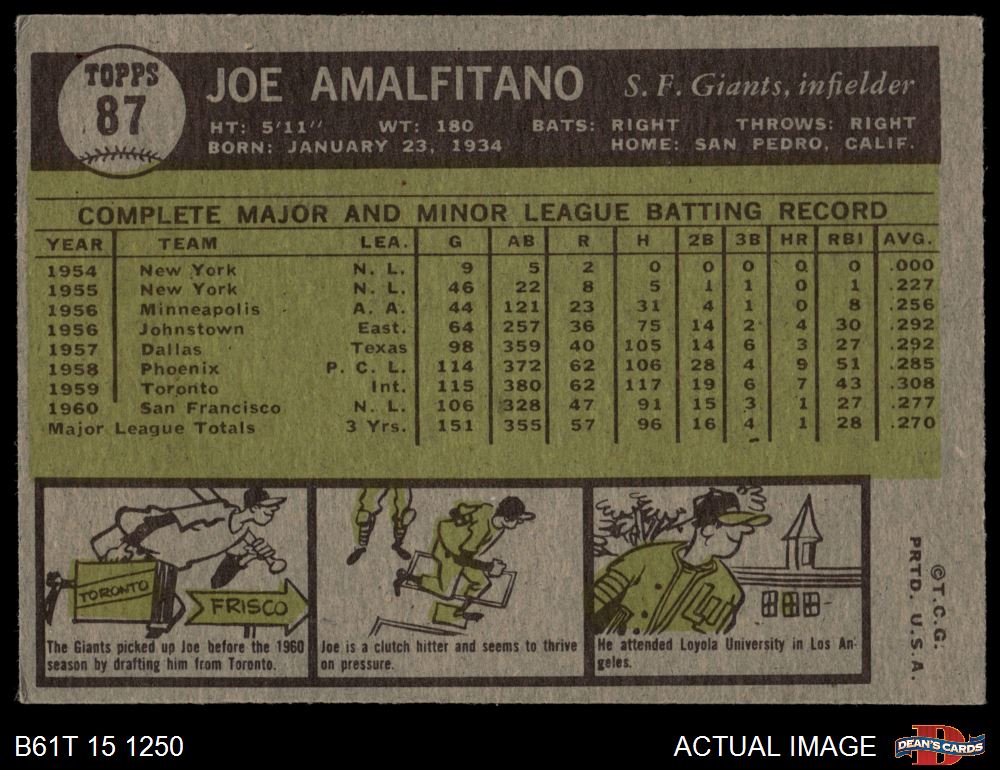 TOPPS
87
JOE AMALFITANO S. F. Giants, infielder
HT: 5'11" WT: 180 BATS: RIGHT THROWS: RIGHT
BORN: JANUARY 23, 1934 HOME: SAN PEDRO, CALIF.
COMPLETE MAJOR AND MINOR LEAGUE BATTING RECORD
YEAR TEAM LEA. G AB R H 2B 3B HR RBI AVG.
1954 New York N. L. 9 5 2 0 0 0 0 0 .000
1955 New York N. L. 46 22 8 5 1 1 0 1 .227
1956 Minneapolis A. A. 44 121 23 31 4 1 0 8 .256
1956 Johnstown East. 64 257 36 75 14 2 4 30 .292
1957 Dallas Texas 98 359 40 105 14 6 3 27 .292
1958 Phoenix P. C. L. 114 372 62 106 28 4 9 51 .285
1959 Toronto Int. 115 380 62 117 19 6 7 43 .308
1960 San Francisco N. L. 106 328 47 91 15 3 1 27 .277
Major League Totals 3 Yrs. 151 355 57 96 16 4 1 28 .270
TORONTO
FRISCO
The Giants picked up Joe before the 1960
season by drafting him from Toronto.
Joe is a clutch hitter and seems to thrive
on pressure.
LOY
He attended Loyola University in Los An-
geles.
©T.C.G.
PRTD. U.S.A.
B61T 15 1250
ACTUAL IMAGE
D
DEAN'S CARDS